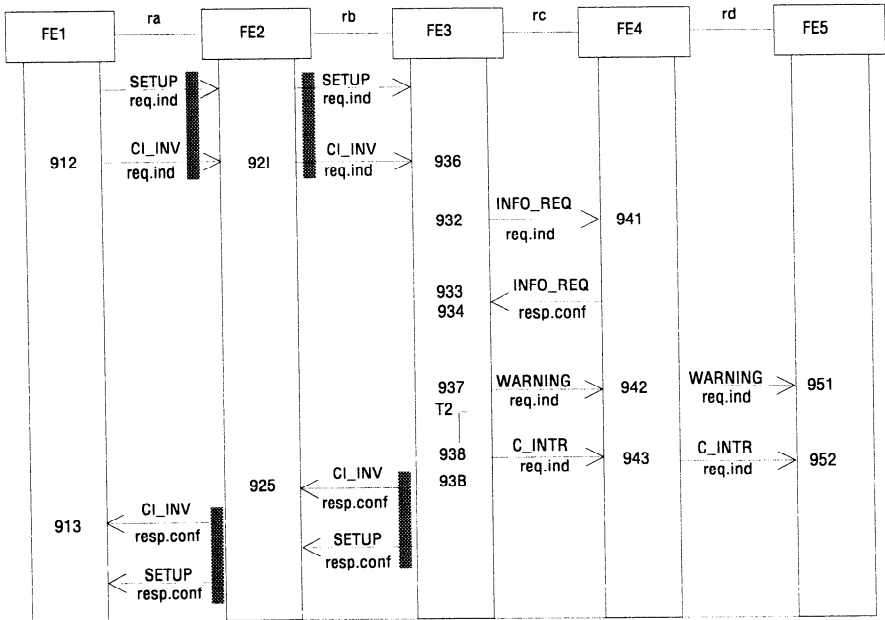 FE1 ra FE2 rb FE3 rc FE4 rd FE5
SETUP SETUP
req.ind req.ind
CI_INV CI_INV
912 921 936
req.ind req.ind
INFO_REQ
932 941
req.ind
933 INFO_REQ
934 resp.conf
WARNING WARNING
937 942 951
req.ind req.ind
T2
C_INTR C_INTR
938 943 952
req.ind req.ind
CI_INV 93B
925
resp.conf
CI_INV
913
resp.conf SETUP
resp.conf
SETUP
resp.conf